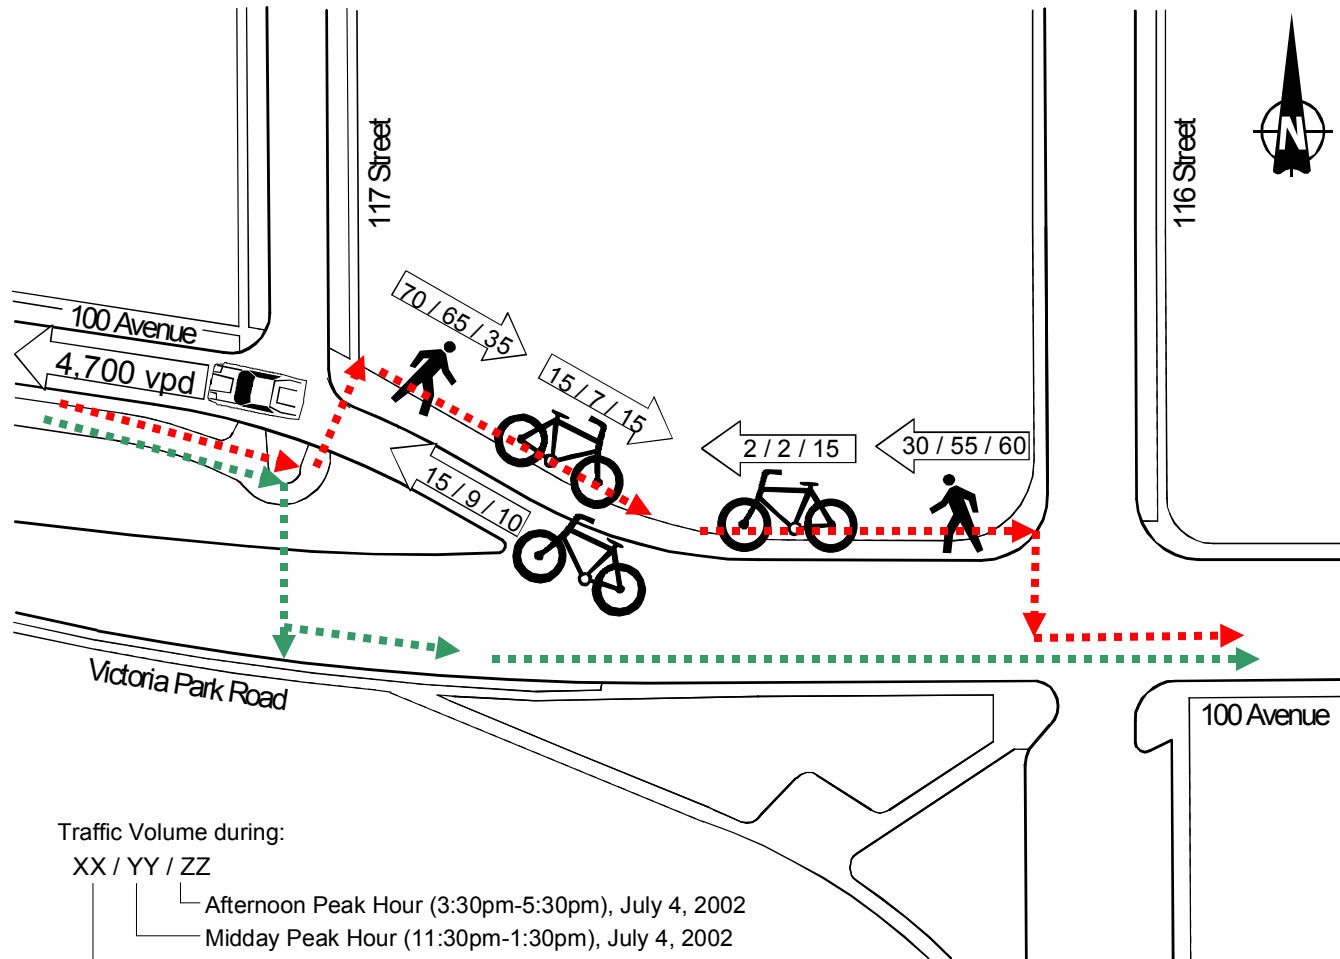 117 Street
116 Street
N
70 / 65 / 35
100 Avenue
4,700 vpd
15 / 7 / 15
2 / 2 / 15
30 / 55 / 60
15 / 9 / 10
Victoria Park Road
100 Avenue
Traffic Volume during:
XX / YY / ZZ
Afternoon Peak Hour (3:30pm-5:30pm), July 4, 2002
Midday Peak Hour (11:30pm-1:30pm), July 4, 2002